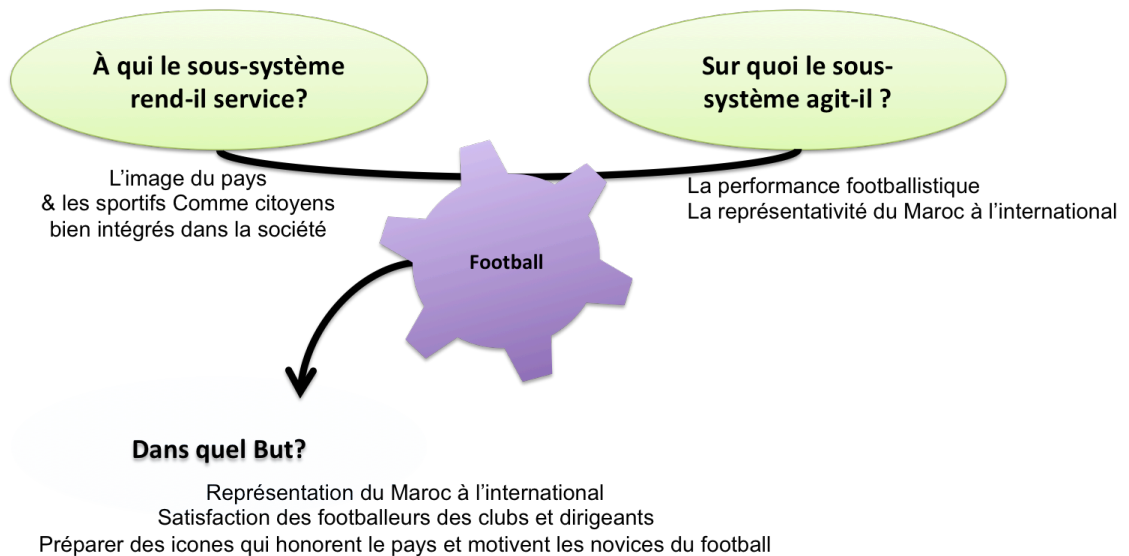 À qui le sous-système
rend-il service?
Sur quoi le sous-
système agit-il ?
L’image du pays
& les sportifs Comme citoyens
bien intégrés dans la société
La performance footballistique
La représentativité du Maroc à l’international
Football
Dans quel But?
Représentation du Maroc à l’international
Satisfaction des footballeurs des clubs et dirigeants
Préparer des icones qui honorent le pays et motivent les novices du football